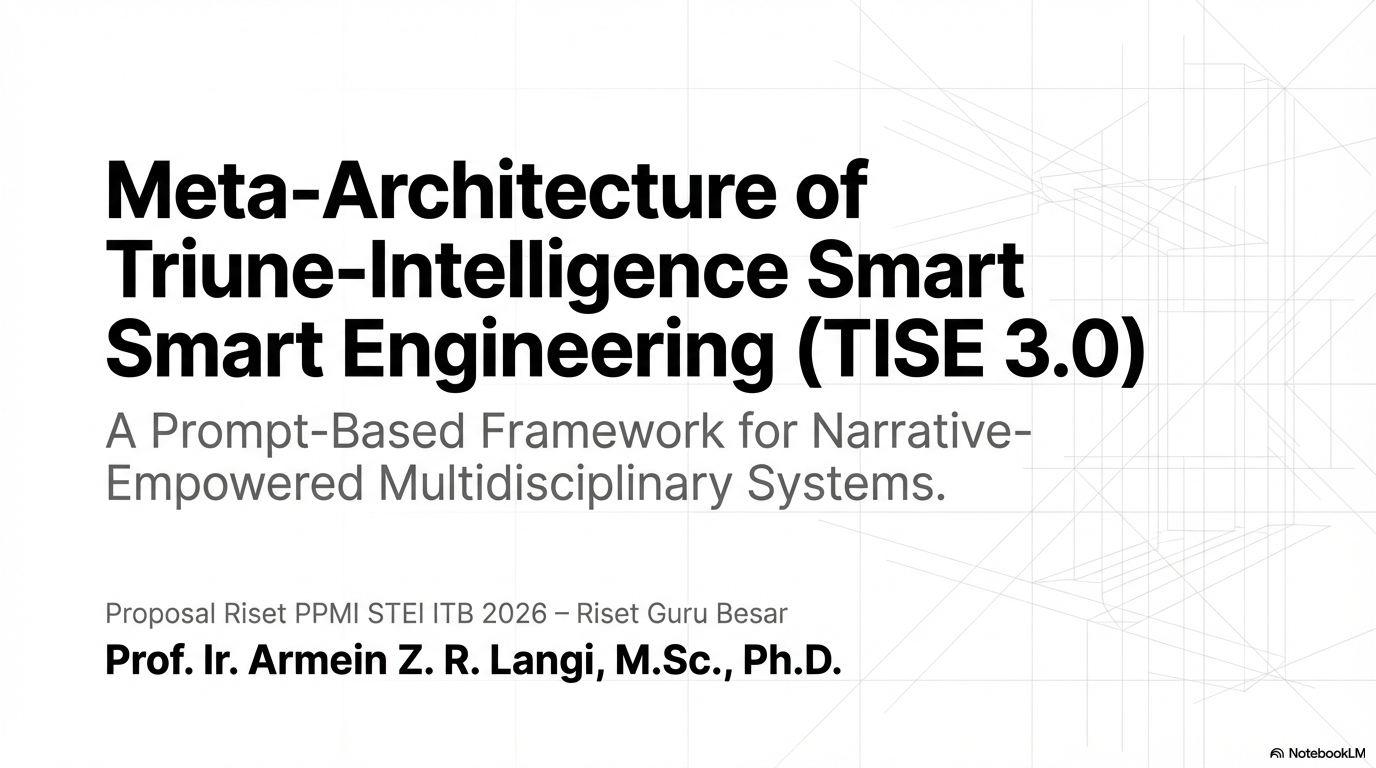 Meta-Architecture of
Triune-Intelligence Smart
Smart Engineering (TISE 3.0)
A Prompt-Based Framework for Narrative-
Empowered Multidisciplinary Systems.
Proposal Riset PPMI STEI ITB 2026 – Riset Guru Besar
Prof. Ir. Armein Z. R. Langi, M.Sc., Ph.D.
NotebookLM